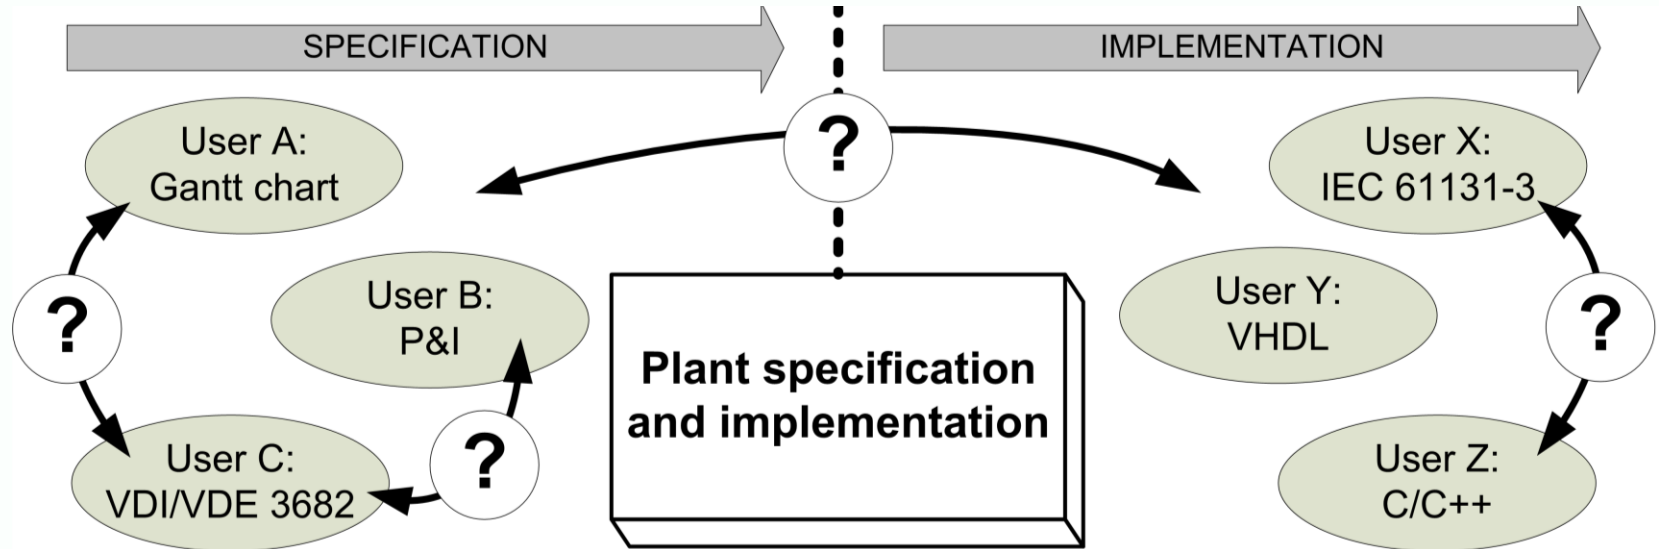 SPECIFICATION
IMPLEMENTATION
?
User A:
Gantt chart
User X:
IEC 61131-3
User B:
P&I
User Y:
VHDL
?
?
Plant specification
and implementation
User C:
VDI/VDE 3682
?
User Z:
C/C++